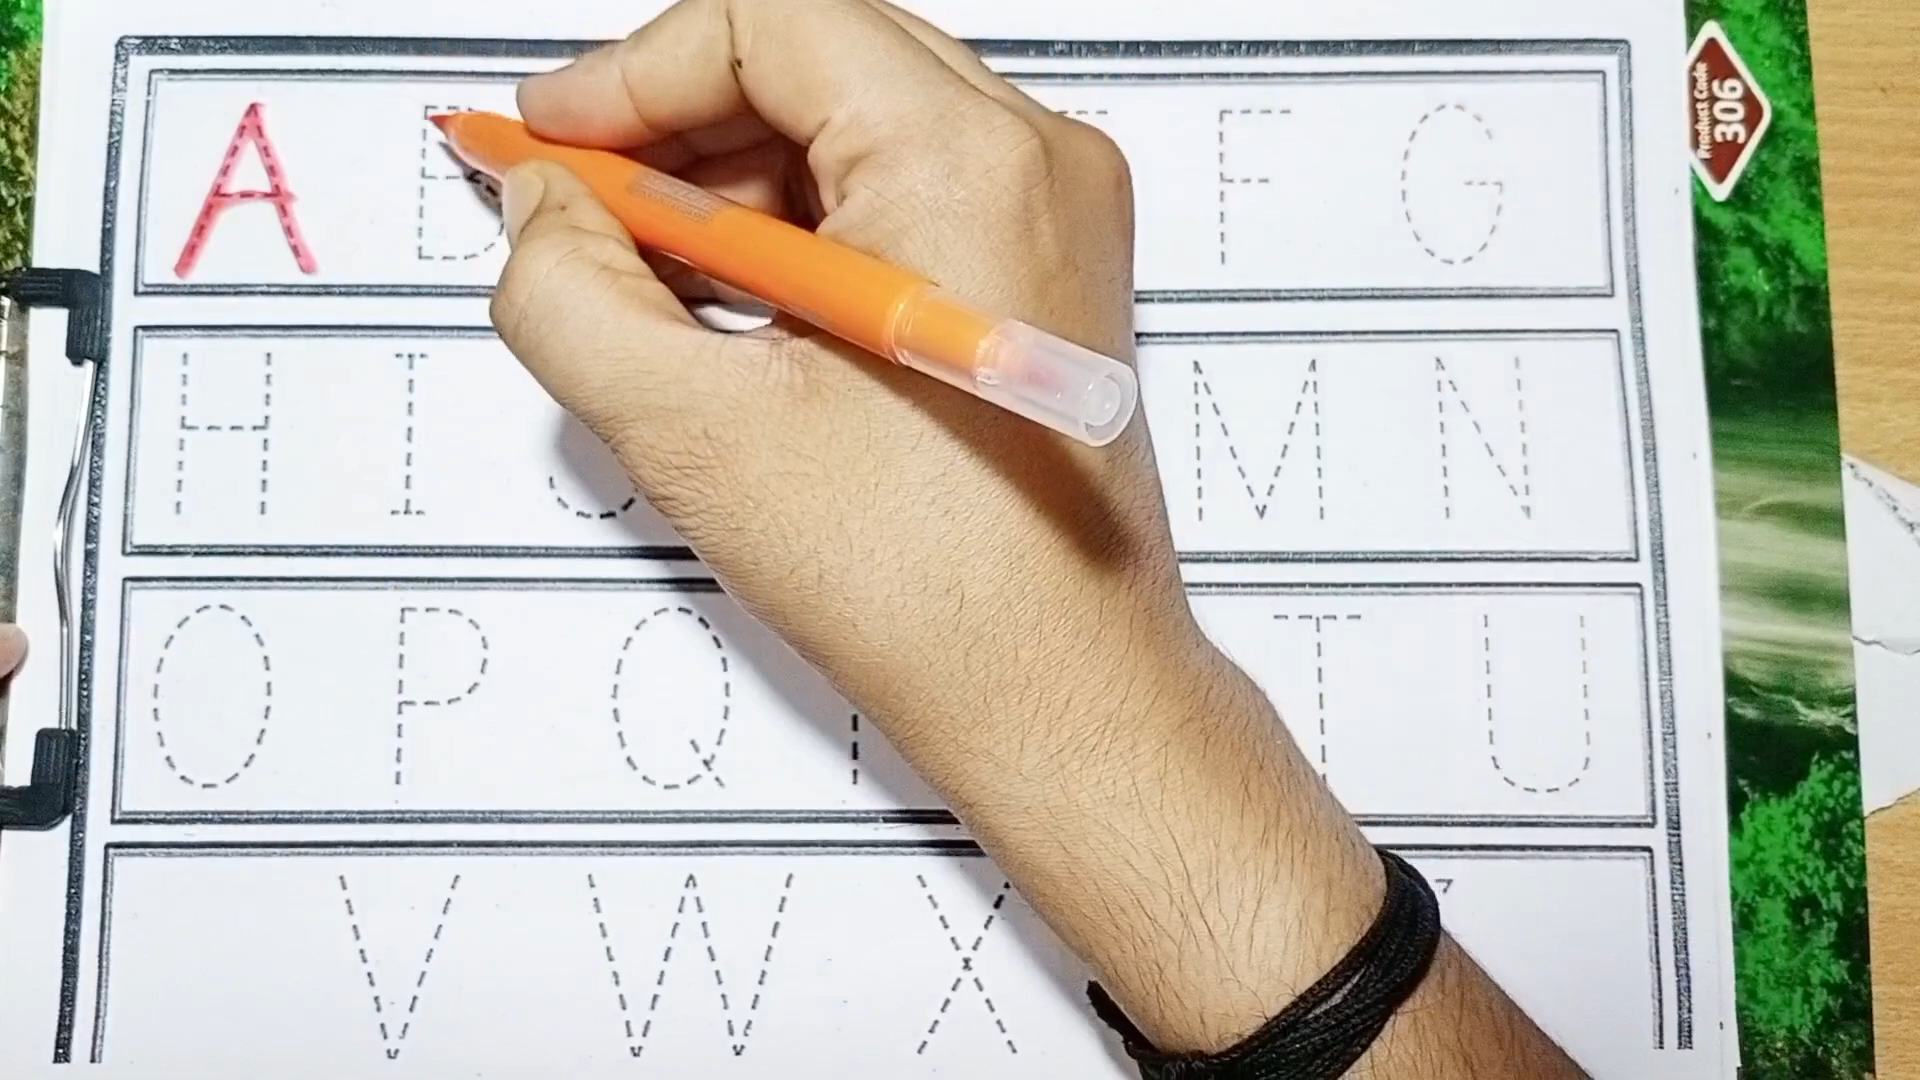 A B F G
H I J M N
O P Q T U
V W X
Product Code
306